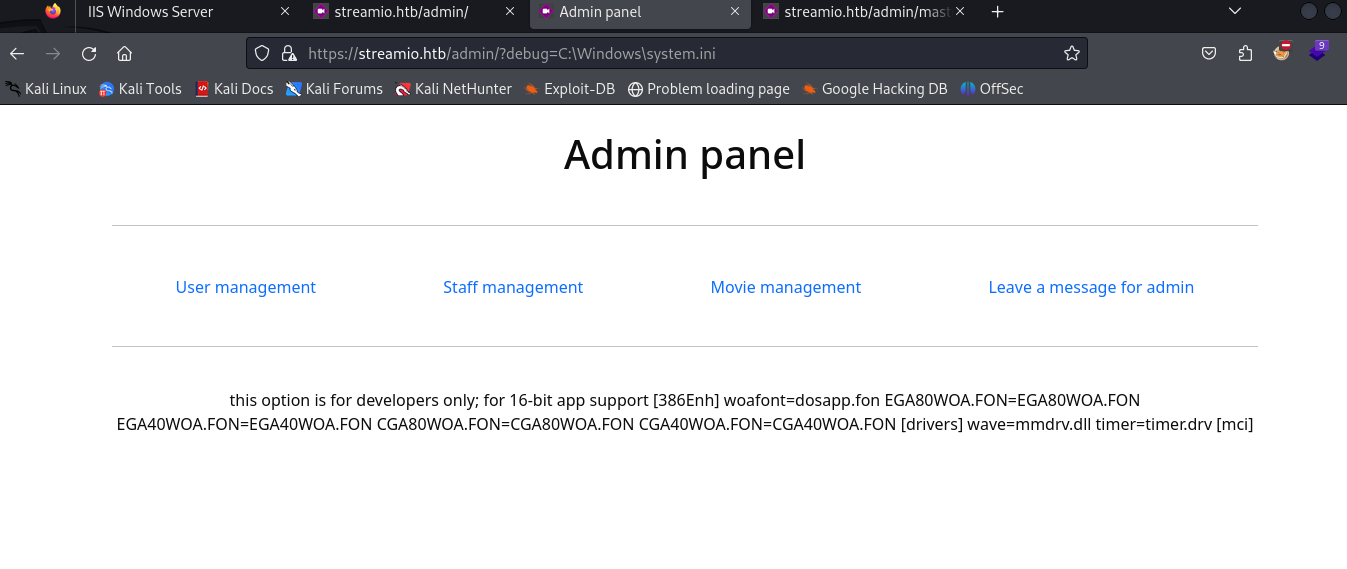 IIS Windows Server
streamio.htb/admin/
Admin panel
streamio.htb/admin/mast
https://streamio.htb/admin/?debug=C:\Windows\system.ini
9
Kali Linux
Kali Tools
Kali Docs
Kali Forums
Kali NetHunter
Exploit-DB
Problem loading page
Google Hacking DB
OffSec
Admin panel
User management
Staff management
Movie management
Leave a message for admin
this option is for developers only; for 16-bit app support [386Enh] woafont=dosapp.fon EGA80WOA.FON=EGA80WOA.FON
EGA40WOA.FON=EGA40WOA.FON CGA80WOA.FON=CGA80WOA.FON CGA40WOA.FON=CGA40WOA.FON [drivers] wave=mmdrv.dll timer=timer.drv [mci]